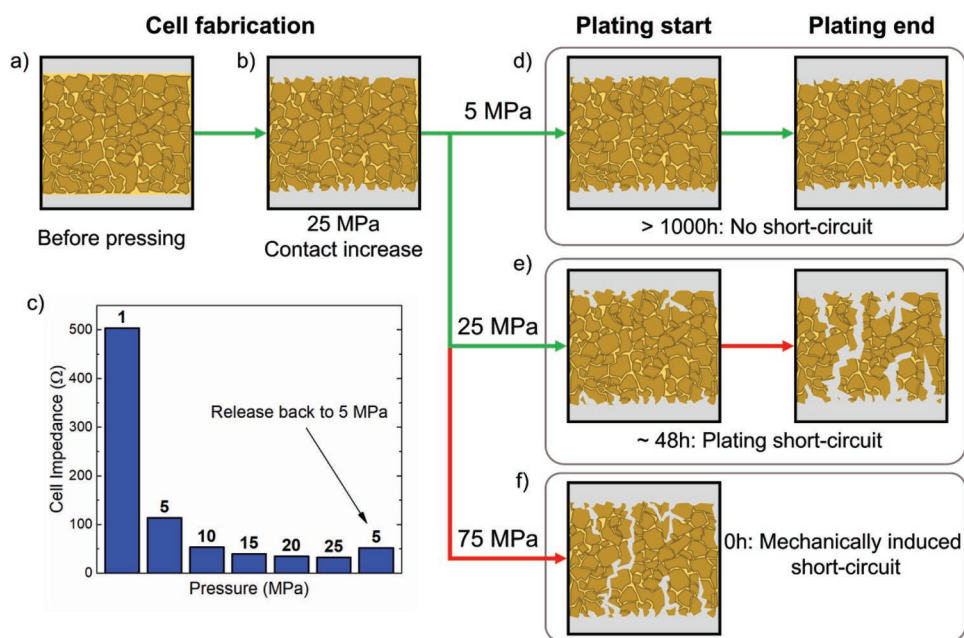 Cell fabrication
Plating start
Plating end
a)
b)
d)
5 MPa
Before pressing
25 MPa
Contact increase
> 1000h: No short-circuit
e)
25 MPa
~ 48h: Plating short-circuit
c)
Cell Impedance (Ω)
500
400
300
200
100
0
1
5
10
15
20
25
5
Release back to 5 MPa
Pressure (MPa)
f)
75 MPa
0h: Mechanically induced
short-circuit